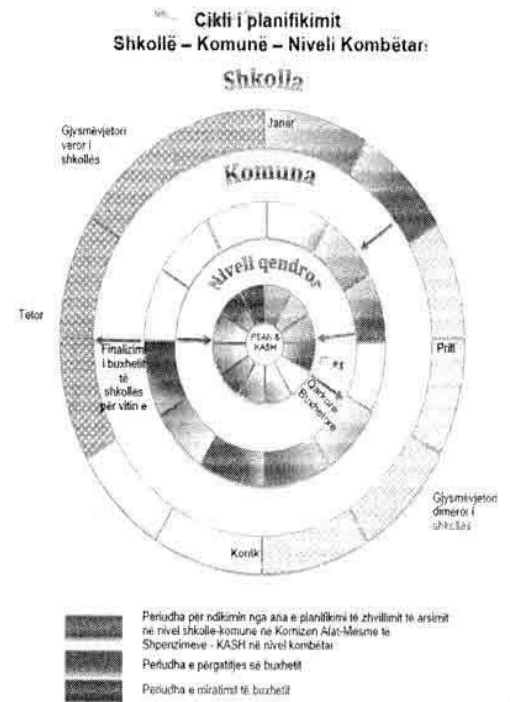 Cikli i planifikimit
Shkollë – Komunë – Niveli Kombëtar
Shkolla
Gjysmëvjetori
veror i
shkollës
Janar
Komuna
Niveli qendror
Tetor
PSAN &
KASH
Prill
Finalizimi
i buxhetit
të
shkollës
për vitin e
Qarkore
Buxhetore
Gjysmëvjetori
dimëror i
shkollës
Korrik
Periudha për ndikimin nga ana e planifikimi të zhvillimit të arsimit
në nivel shkolle-komune në Kornizen Afat-Mesme të
Shpenzimeve - KASH në nivel kombëtar
Periudha e përgatitjes së buxhetit
Periudha e miratimit të buxhetit